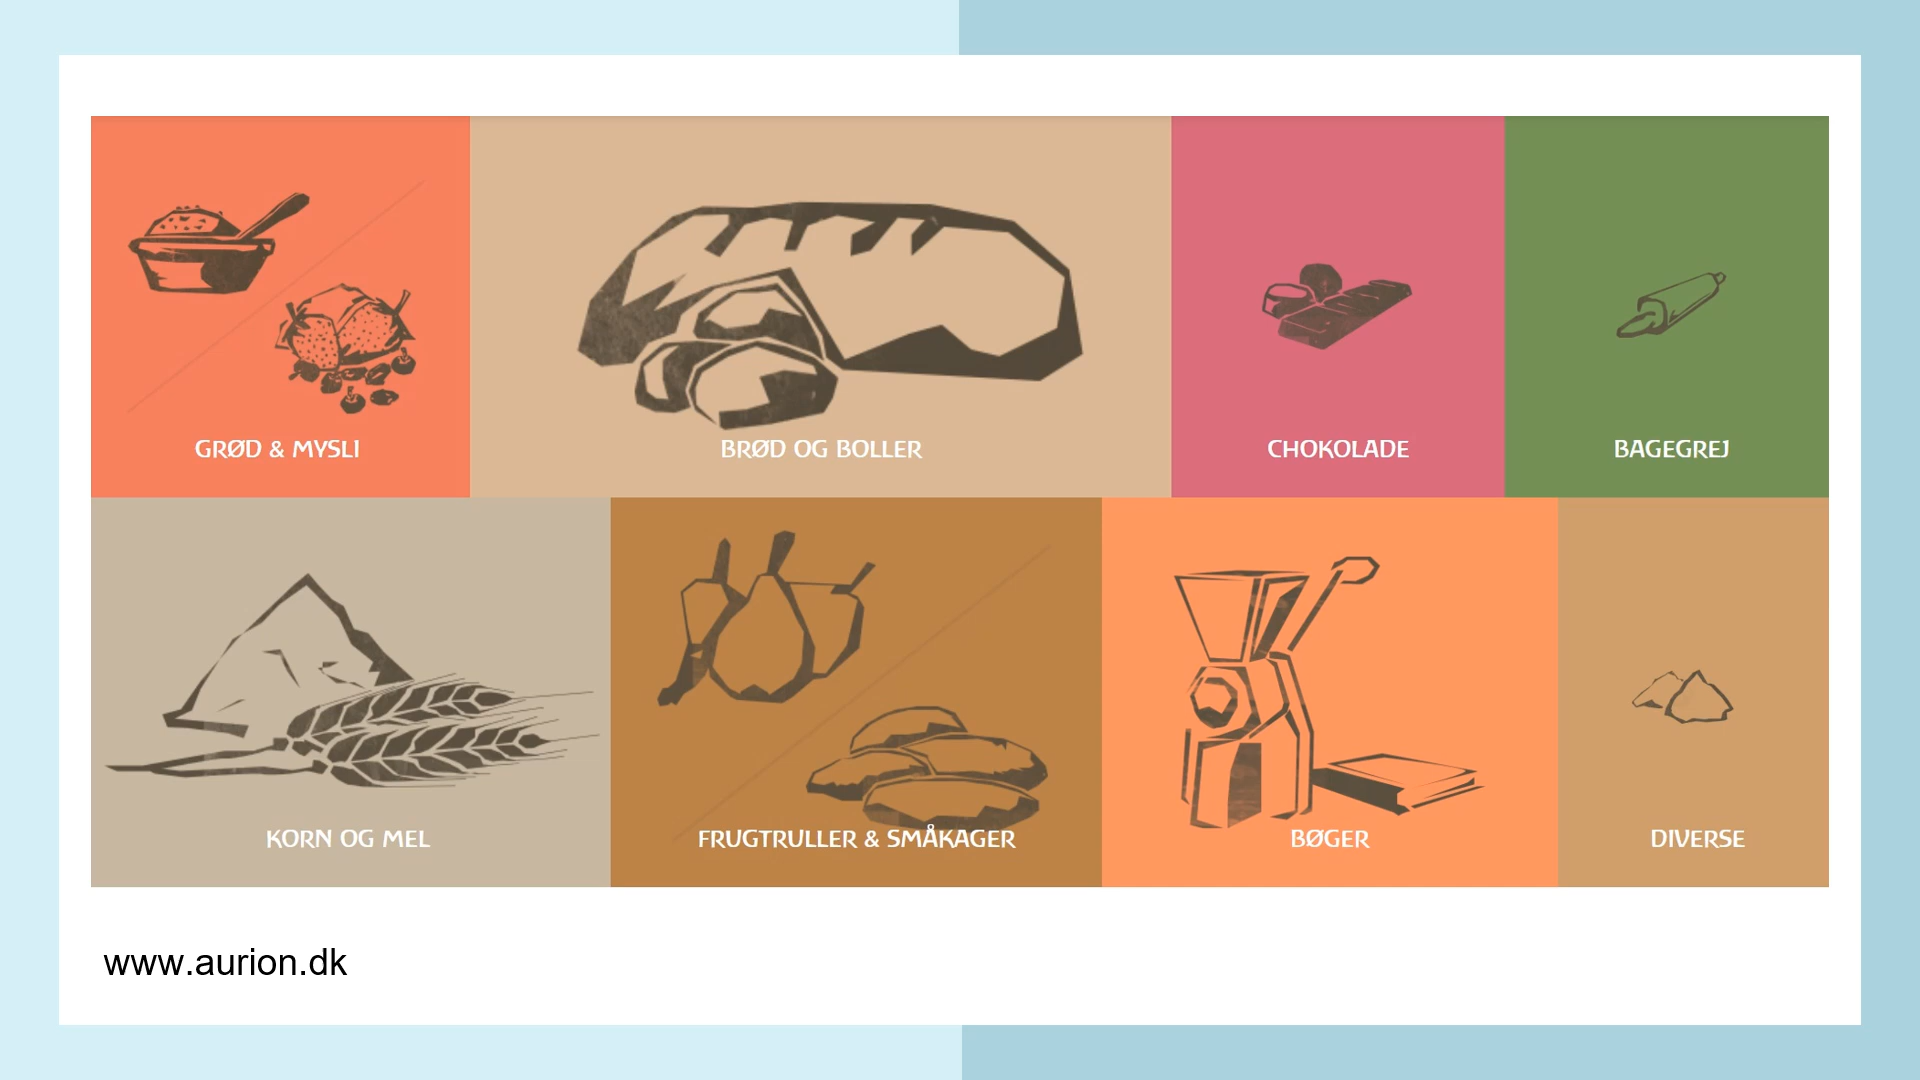 GRØD & MYSLI
BRØD OG BOLLER
CHOKOLADE
BAGEGREJ
KORN OG MEL
FRUGTRULLER & SMÅKAGER
BØGER
DIVERSE
www.aurion.dk